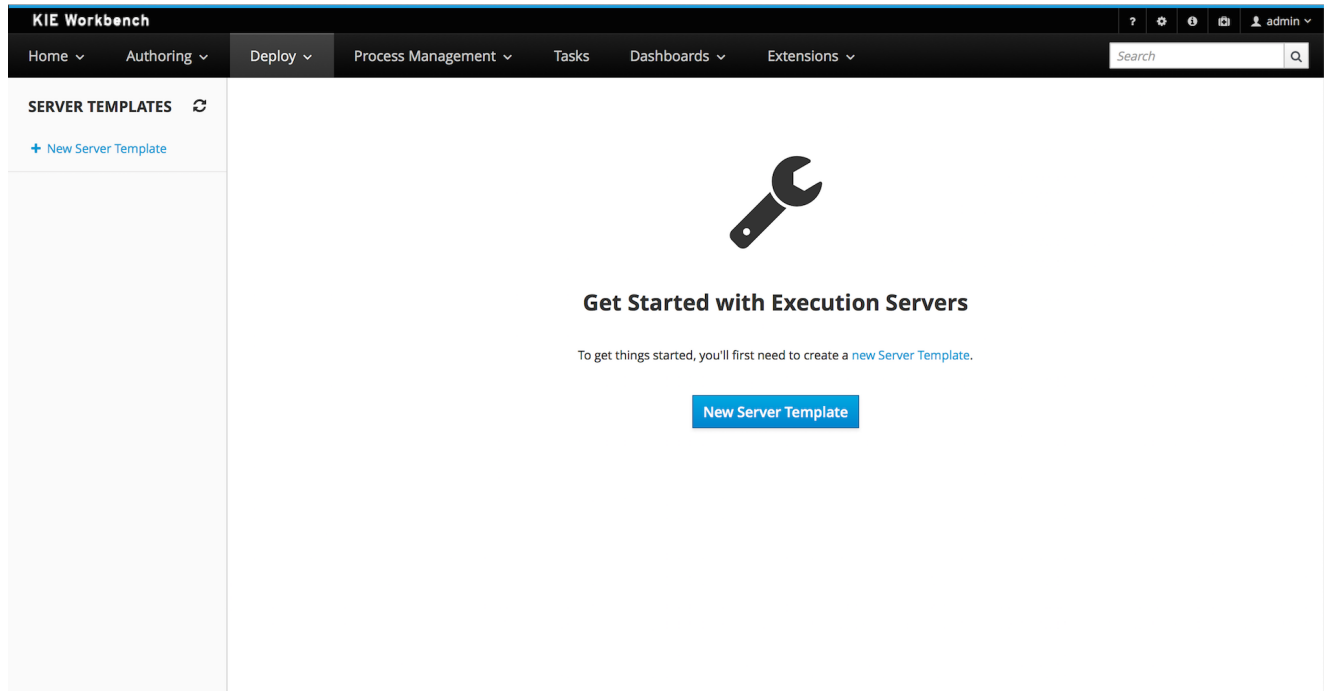 KIE Workbench
? admin
Home Authoring Deploy Process Management Tasks Dashboards Extensions Search
SERVER TEMPLATES
+ New Server Template
Get Started with Execution Servers
To get things started, you'll first need to create a new Server Template.
New Server Template